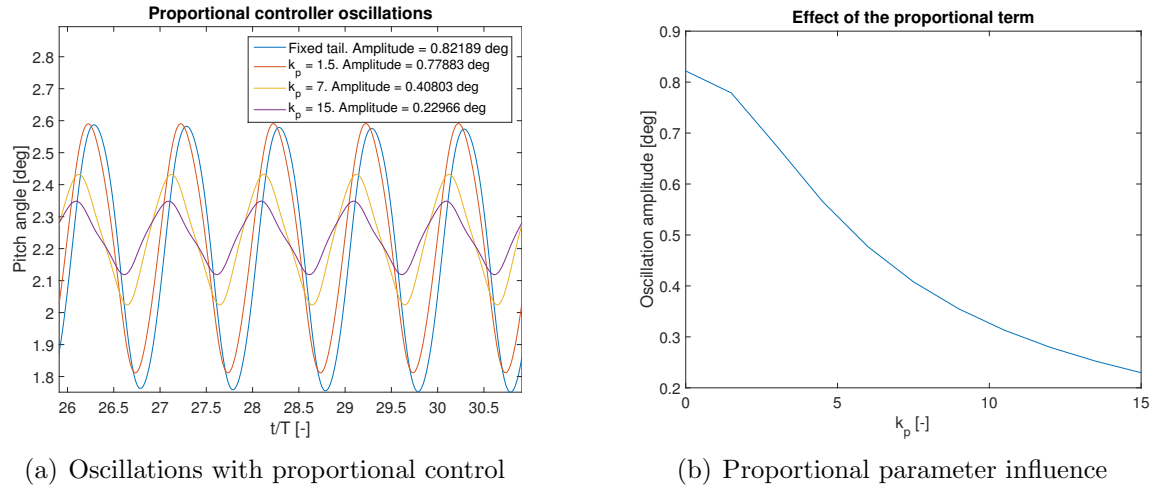 Proportional controller oscillations
Fixed tail. Amplitude = 0.82189 deg
k_p = 1.5. Amplitude = 0.77883 deg
k_p = 7. Amplitude = 0.40803 deg
k_p = 15. Amplitude = 0.22966 deg
Pitch angle [deg]
2.8
2.7
2.6
2.5
2.4
2.3
2.2
2.1
2
1.9
1.8
26 26.5 27 27.5 28 28.5 29 29.5 30 30.5
t/T [-]
(a) Oscillations with proportional control
Effect of the proportional term
Oscillation amplitude [deg]
0.9
0.8
0.7
0.6
0.5
0.4
0.3
0.2
0 5 10 15
k_p [-]
(b) Proportional parameter influence